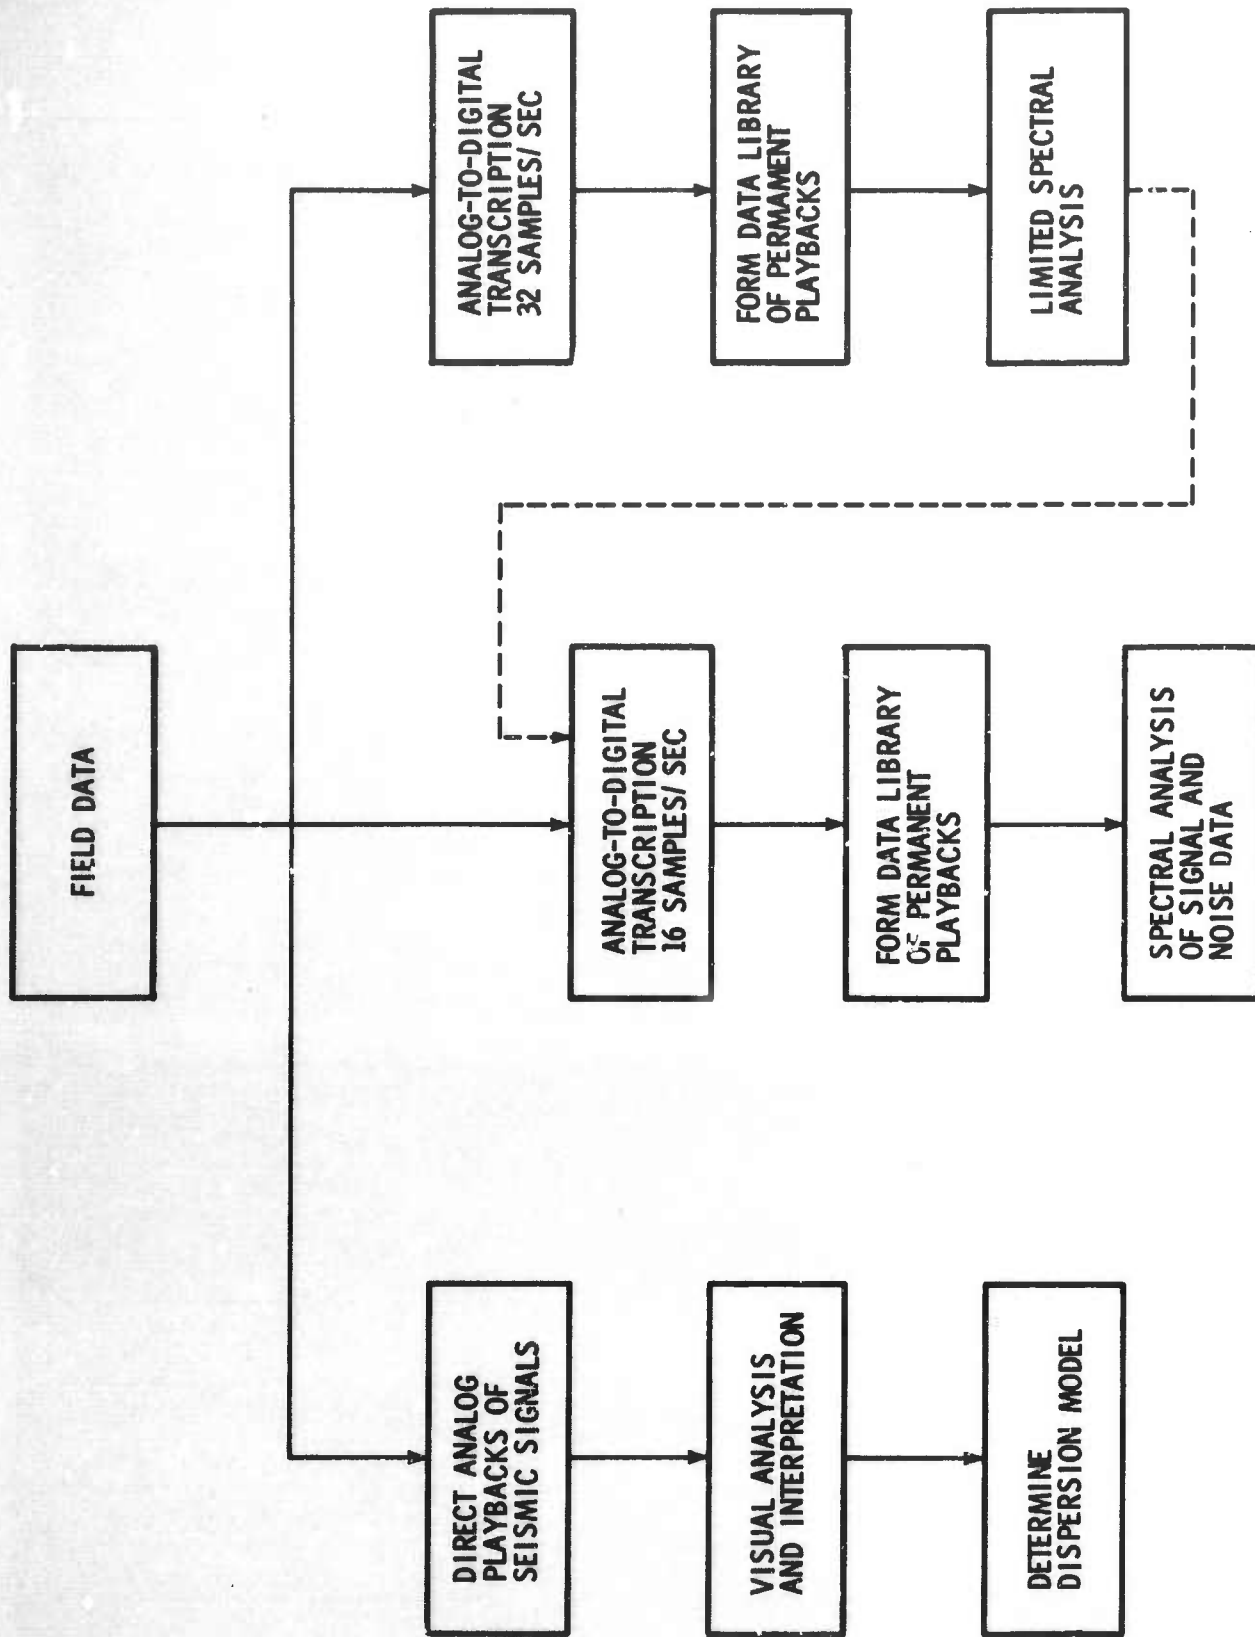 FIELD DATA
DIRECT ANALOG
PLAYBACKS OF
SEISMIC SIGNALS
VISUAL ANALYSIS
AND INTERPRETATION
DETERMINE
DISPERSION MODEL
ANALOG-TO-DIGITAL
TRANSCRIPTION
16 SAMPLES/ SEC
FORM DATA LIBRARY
OF PERMANENT
PLAYBACKS
SPECTRAL ANALYSIS
OF SIGNAL AND
NOISE DATA
ANALOG-TO-DIGITAL
TRANSCRIPTION
32 SAMPLES/ SEC
FORM DATA LIBRARY
OF PERMAMENT
PLAYBACKS
LIMITED SPECTRAL
ANALYSIS